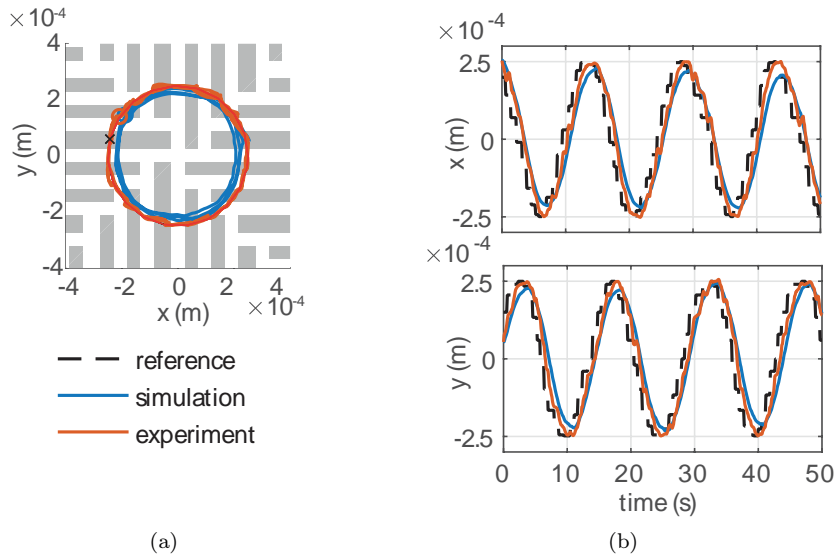 ×10⁻⁴
4
2
0
-2
-4
y (m)
-4 -2 0 2 4
x (m)
×10⁻⁴
reference
simulation
experiment
(a)
×10⁻⁴
2.5
0
-2.5
x (m)
×10⁻⁴
2.5
0
-2.5
y (m)
0 10 20 30 40 50
time (s)
(b)